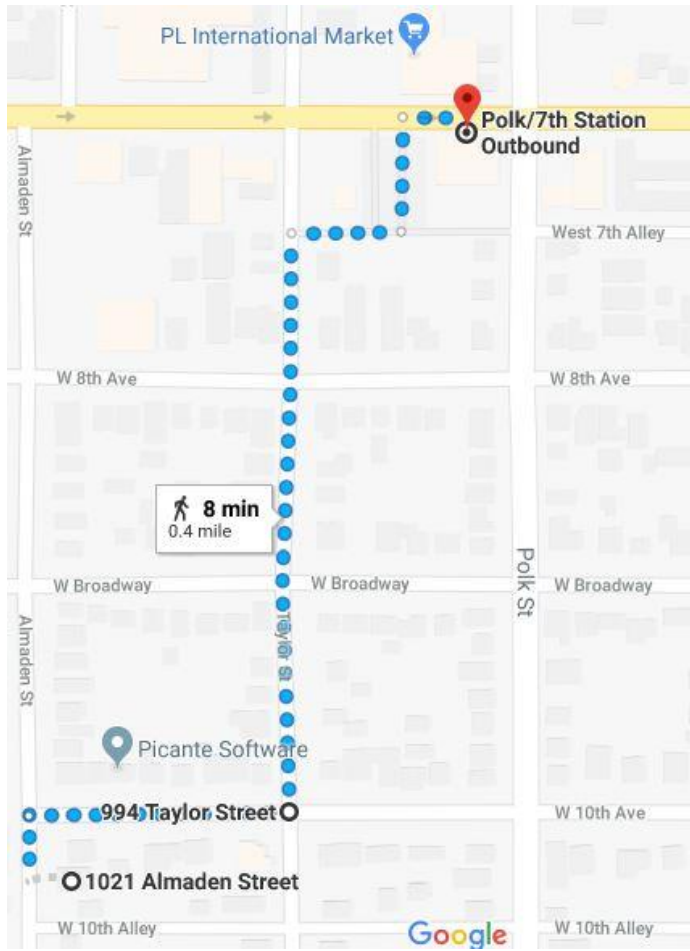 PL International Market
Polk/7th Station
Outbound
Almaden St
West 7th Alley
W 8th Ave
W 8th Ave
8 min
0.4 mile
Polk St
W Broadway
W Broadway
W Broadway
Almaden St
Taylor St
Picante Software
994 Taylor Street
W 10th Ave
1021 Almaden Street
W 10th Alley
Google
W 10th Alley